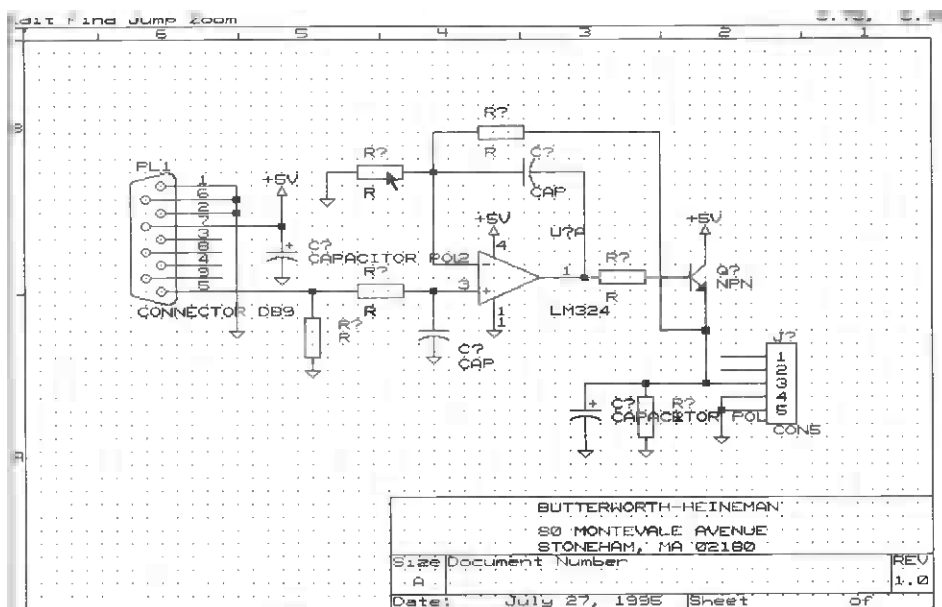 Edit Find Jump Zoom
6 5 4 3 2 1
B
R?
R
R?
R
C?
CAP
PL1
1
6
2
7
3
8
4
9
5
+5V
C?
CAPACITOR POL
CONNECTOR DB9
R?
R
R?
R
C?
CAP
+5V
4
2
3
1
1
1
U?A
LM324
R?
R
+5V
Q?
NPN
J?
1
2
3
4
5
CON5
C?
CAPACITOR POL
R?
A
BUTTERWORTH-HEINEMAN
80 MONTEVALE AVENUE
STONEHAM, MA 02180
Size Document Number REV
A 1.0
Date: July 27, 1995 Sheet of